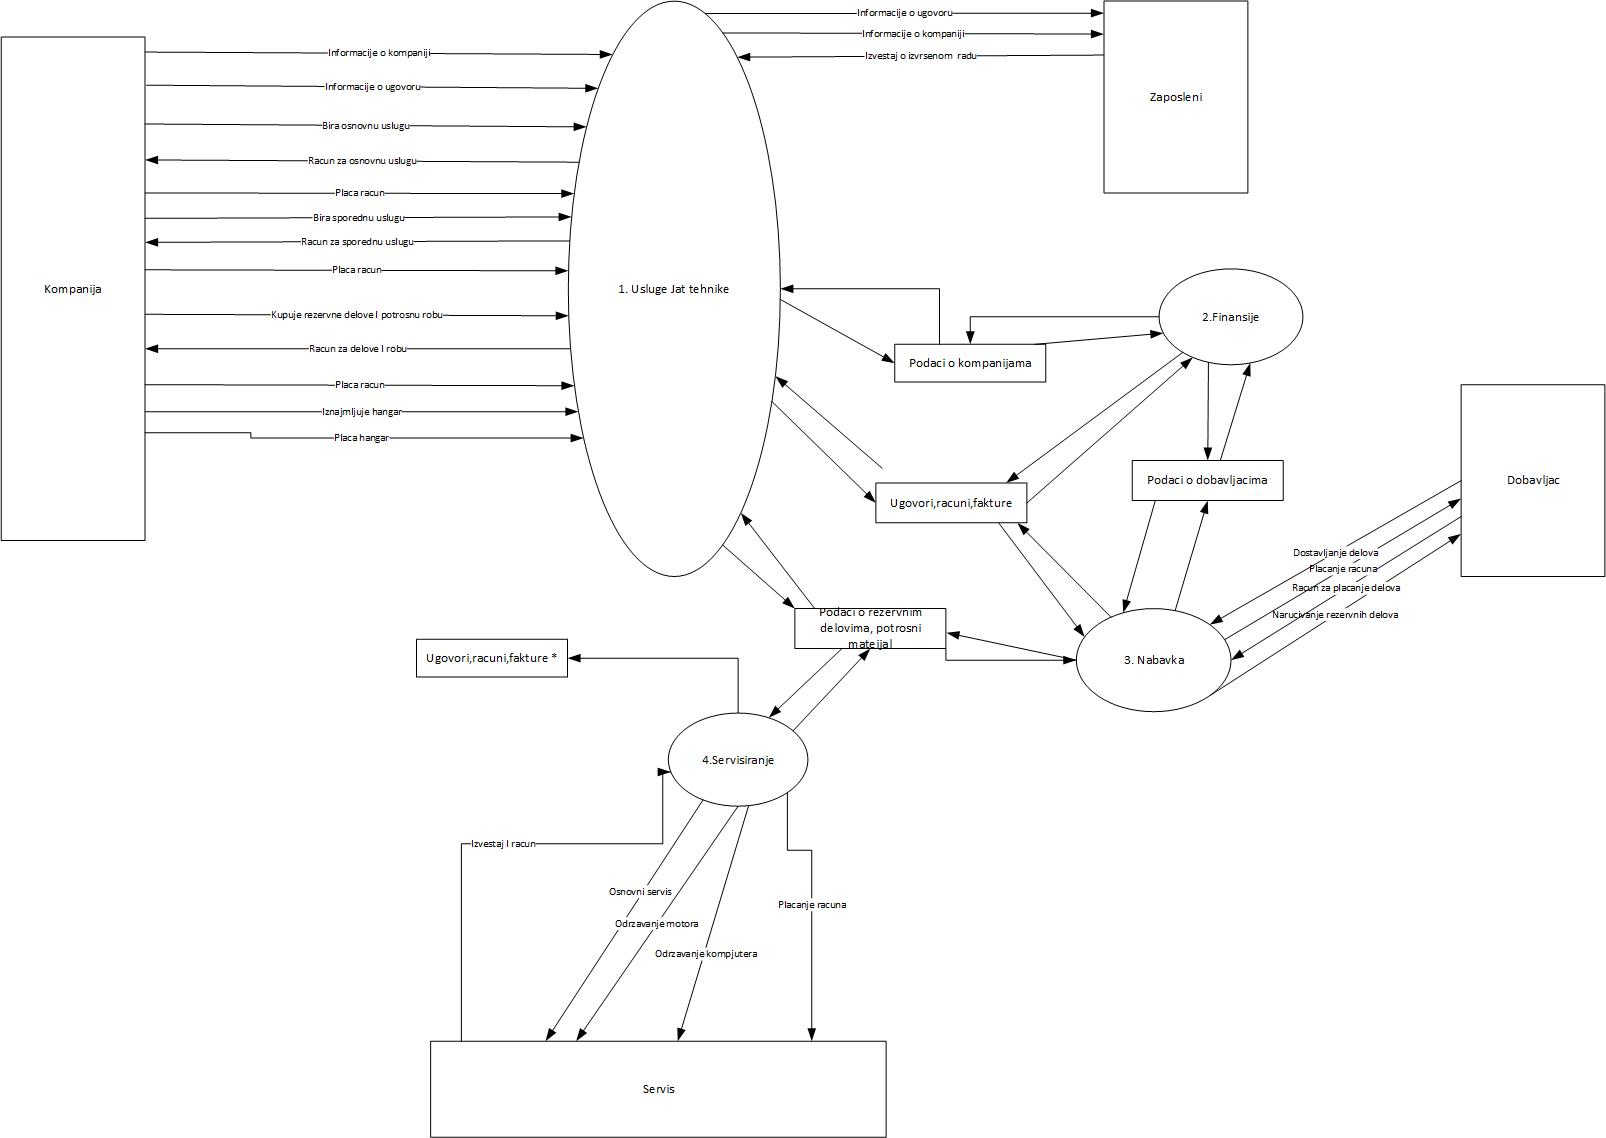 Informacije o ugovoru
Informacije o kompaniji
Izvestaj o izvrsenom radu
Zaposleni
Informacije o kompaniji
Informacije o ugovoru
Bira osnovnu uslugu
Racun za osnovnu uslugu
Placa racun
Bira sporednu uslugu
Racun za sporednu uslugu
Placa racun
Kompanija
1. Usluge Jat tehnike
Kupuje rezervne delove I potrosnu robu
Racun za delove I robu
Placa racun
Iznajmljuje hangar
Placa hangar
2.Finansije
Podaci o kompanijama
Podaci o dobavljacima
Dobavljac
Ugovori,racuni,fakture
Dostavljanje delova
Placanje racuna
Racun za placanje delova
Narucivanje rezervnih delova
Podaci o rezervnim
delovima, potrosni
mateijal
3. Nabavka
Ugovori,racuni,fakture *
4.Servisiranje
Izvestaj I racun
Osnovni servis
Placanje racuna
Odrzavanje motora
Odrzavanje kompjutera
Servis